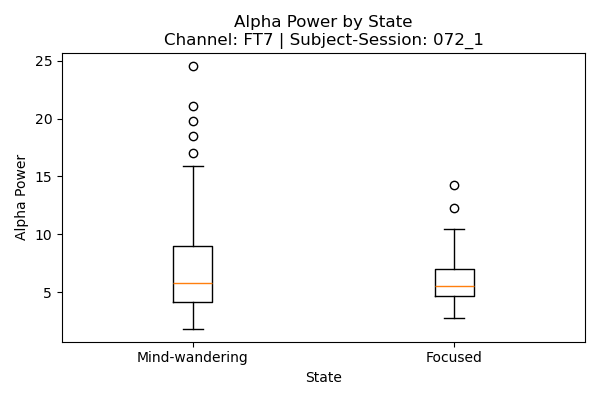 Alpha Power by State
Channel: FT7 | Subject-Session: 072_1
25
20
15
10
5
Alpha Power
Mind-wandering
Focused
State